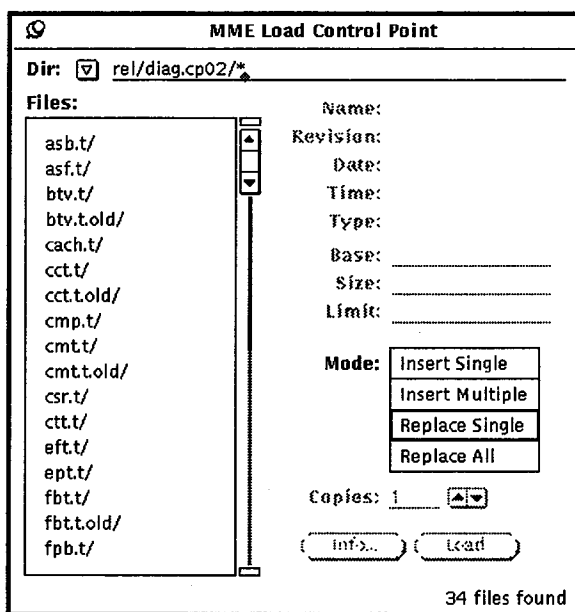 MME Load Control Point
Dir: rel/diag.cp02/*
Files:
asb.t/
asf.t/
btv.t/
btv.t.old/
cach.t/
cct.t/
cct.t.old/
cmp.t/
cmt.t/
cmt.t.old/
csr.t/
ctt.t/
eft.t/
ept.t/
fbt.t/
fbt.t.old/
fpb.t/
Name:
Revision:
Date:
Time:
Type:
Base:
Size:
Limit:
Mode: Insert Single
Insert Multiple
Replace Single
Replace All
Copies: 1
Info... Load
34 files found